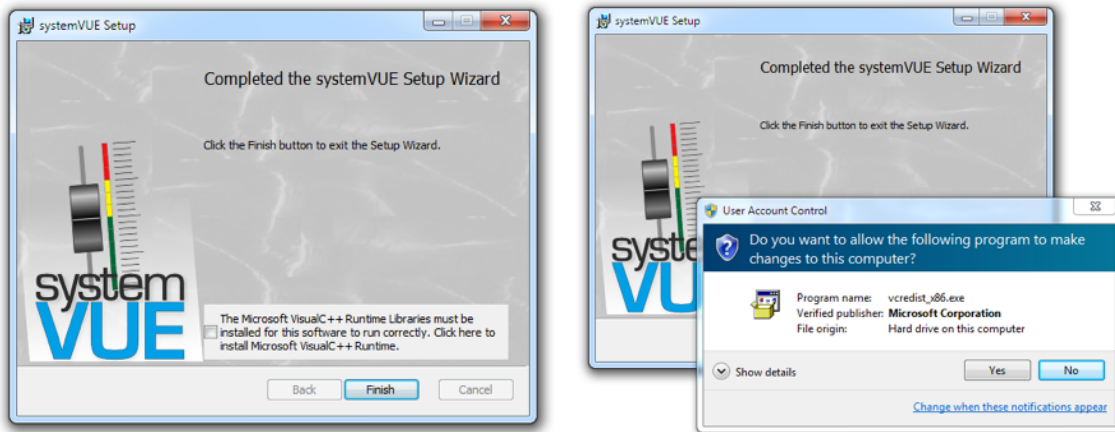 systemVUE Setup
Completed the systemVUE Setup Wizard
Click the Finish button to exit the Setup Wizard.
system
VUE
The Microsoft VisualC++ Runtime Libraries must be
installed for this software to run correctly. Click here to
install Microsoft VisualC++ Runtime.
Back
Finish
Cancel
systemVUE Setup
Completed the systemVUE Setup Wizard
Click the Finish button to exit the Setup Wizard.
syste
VU
User Account Control
Do you want to allow the following program to make
changes to this computer?
Program name: vcredist_x86.exe
Verified publisher: Microsoft Corporation
File origin: Hard drive on this computer
Show details
Yes
No
Change when these notifications appear